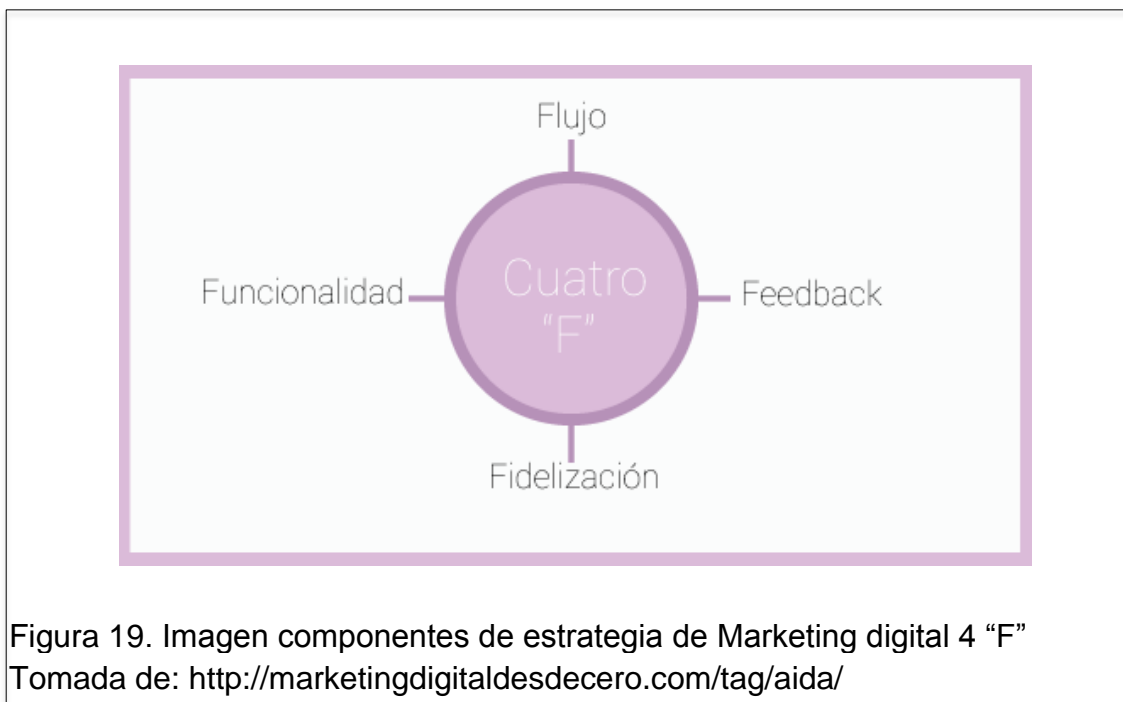 Flujo
Funcionalidad
Cuatro
“F”
Feedback
Fidelización
Figura 19. Imagen componentes de estrategia de Marketing digital 4 “F”
Tomada de: http://marketingdigitaldesdecero.com/tag/aida/